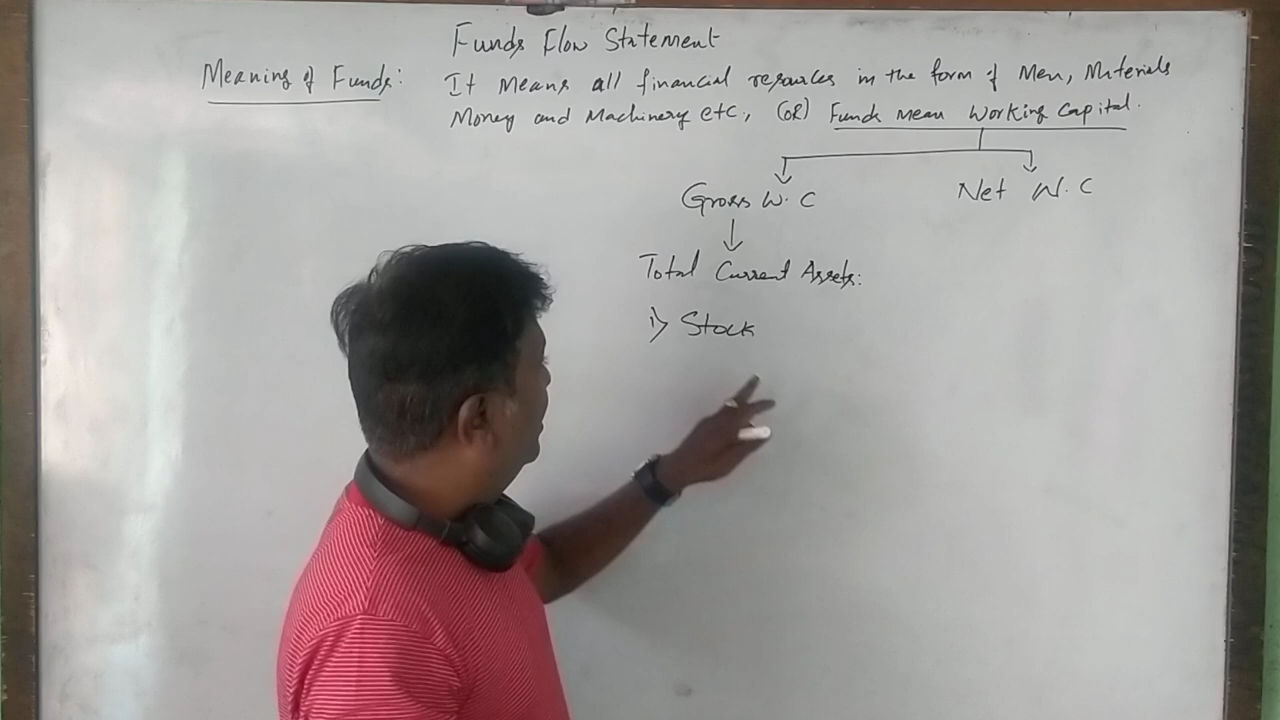 Funds Flow Statement
Meaning of Funds: It Means all financial resources in the form of Men, Materials
Money and Machinery etc, (OR) Funds mean Working Capital.
Gross W.C Net W.C
Total Current Assets:
i) Stock